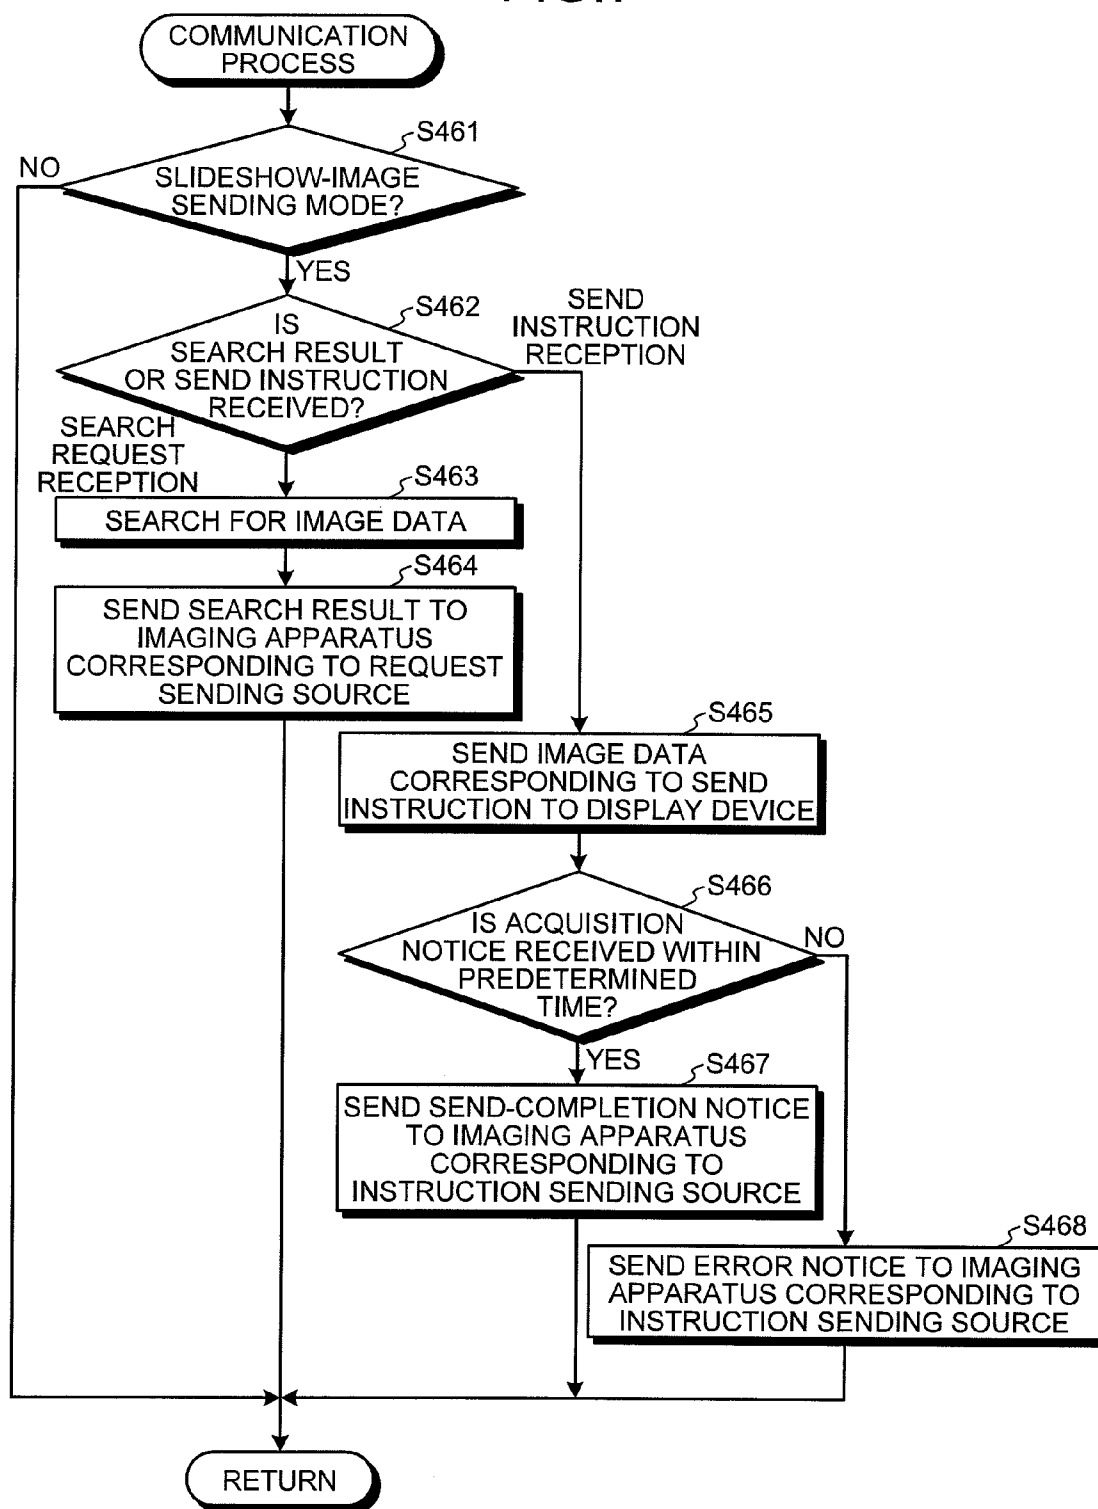 COMMUNICATION
PROCESS
S461
NO
SLIDESHOW-IMAGE
SENDING MODE?
YES
S462
SEND
INSTRUCTION
RECEPTION
IS
SEARCH RESULT
OR SEND INSTRUCTION
RECEIVED?
SEARCH
REQUEST
RECEPTION
S463
SEARCH FOR IMAGE DATA
S464
SEND SEARCH RESULT TO
IMAGING APPARATUS
CORRESPONDING TO REQUEST
SENDING SOURCE
S465
SEND IMAGE DATA
CORRESPONDING TO SEND
INSTRUCTION TO DISPLAY DEVICE
S466
IS ACQUISITION
NOTICE RECEIVED WITHIN
PREDETERMINED
TIME?
NO
YES
S467
SEND SEND-COMPLETION NOTICE
TO IMAGING APPARATUS
CORRESPONDING TO
INSTRUCTION SENDING SOURCE
S468
SEND ERROR NOTICE TO IMAGING
APPARATUS CORRESPONDING TO
INSTRUCTION SENDING SOURCE
RETURN